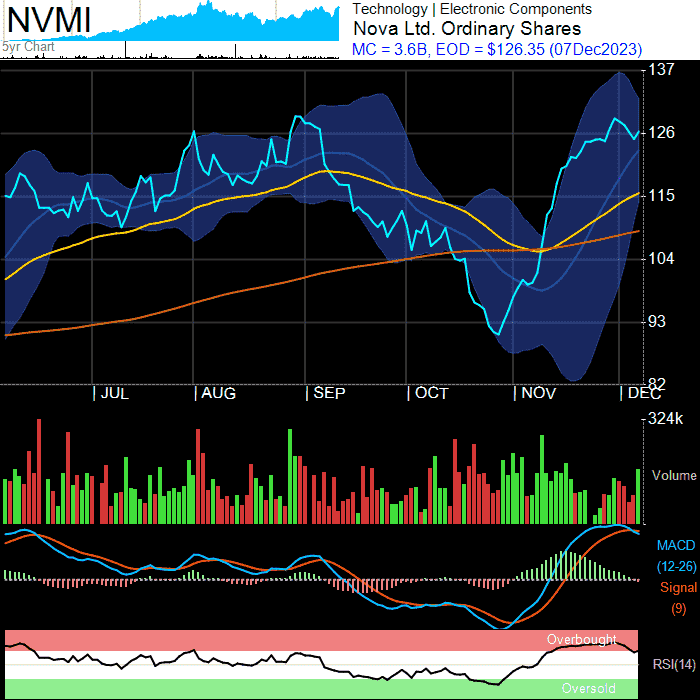 NVMI
5yr Chart
Technology | Electronic Components
Nova Ltd. Ordinary Shares
MC = 3.6B, EOD = $126.35 (07Dec2023)
137
126
115
104
93
82
| JUL
| AUG
| SEP
| OCT
| NOV
| DEC
324k
Volume
MACD
(12-26)
Signal
(9)
Overbought
RSI(14)
Oversold